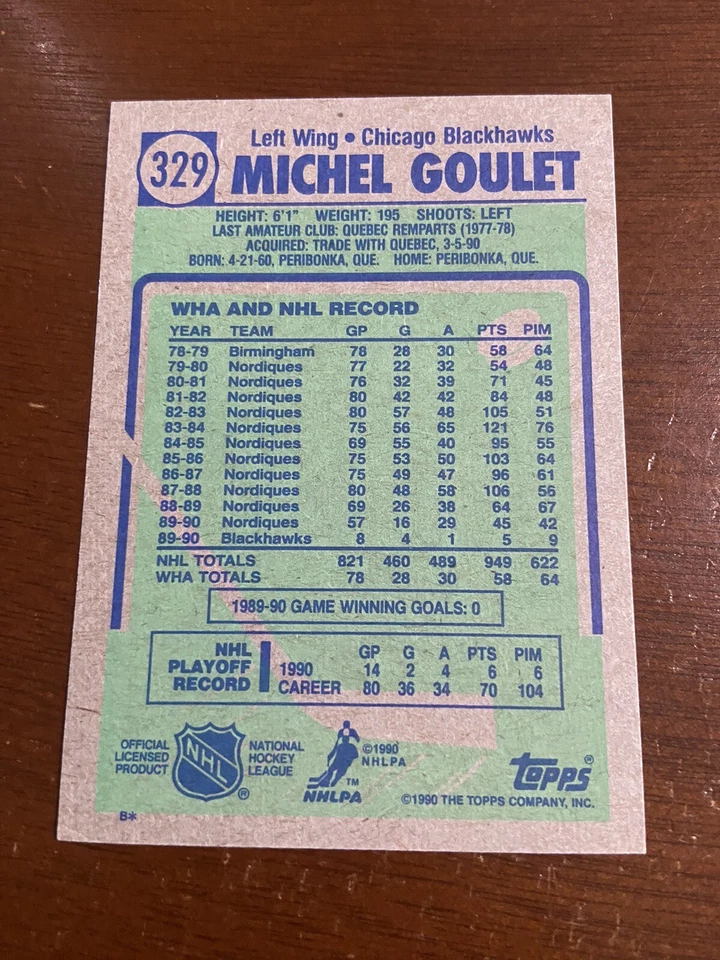 329
Left Wing • Chicago Blackhawks
MICHEL GOULET
HEIGHT: 6'1" WEIGHT: 195 SHOOTS: LEFT
LAST AMATEUR CLUB: QUEBEC REMPARTS (1977-78)
ACQUIRED: TRADE WITH QUEBEC, 3-5-90
BORN: 4-21-60, PERIBONKA, QUE. HOME: PERIBONKA, QUE.
WHA AND NHL RECORD
YEAR TEAM GP G A PTS PIM
78-79 Birmingham 78 28 30 58 64
79-80 Nordiques 77 22 32 54 48
80-81 Nordiques 76 32 39 71 45
81-82 Nordiques 80 42 42 84 48
82-83 Nordiques 80 57 48 105 51
83-84 Nordiques 75 56 65 121 76
84-85 Nordiques 69 55 40 95 55
85-86 Nordiques 75 53 50 103 64
86-87 Nordiques 75 49 47 96 61
87-88 Nordiques 80 48 58 106 56
88-89 Nordiques 69 26 38 64 67
89-90 Nordiques 57 16 29 45 42
89-90 Blackhawks 8 4 1 5 9
NHL TOTALS 821 460 489 949 622
WHA TOTALS 78 28 30 58 64
1989-90 GAME WINNING GOALS: 0
NHL PLAYOFF RECORD
GP G A PTS PIM
1990 14 2 4 6 6
CAREER 80 36 34 70 104
OFFICIAL LICENSED PRODUCT
NHL ®
NATIONAL HOCKEY LEAGUE
©1990 NHLPA
TM
NHLPA
Topps®
©1990 THE TOPPS COMPANY, INC.
B*